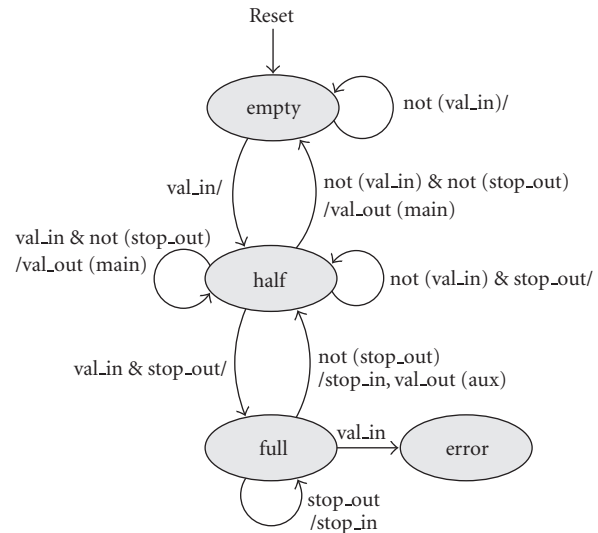 Reset
empty
not (val_in)/
val_in/
not (val_in) & not (stop_out)
/val_out (main)
val_in & not (stop_out)
/val_out (main)
half
not (val_in) & stop_out/
val_in & stop_out/
not (stop_out)
/stop_in, val_out (aux)
full
val_in
error
stop_out
/stop_in